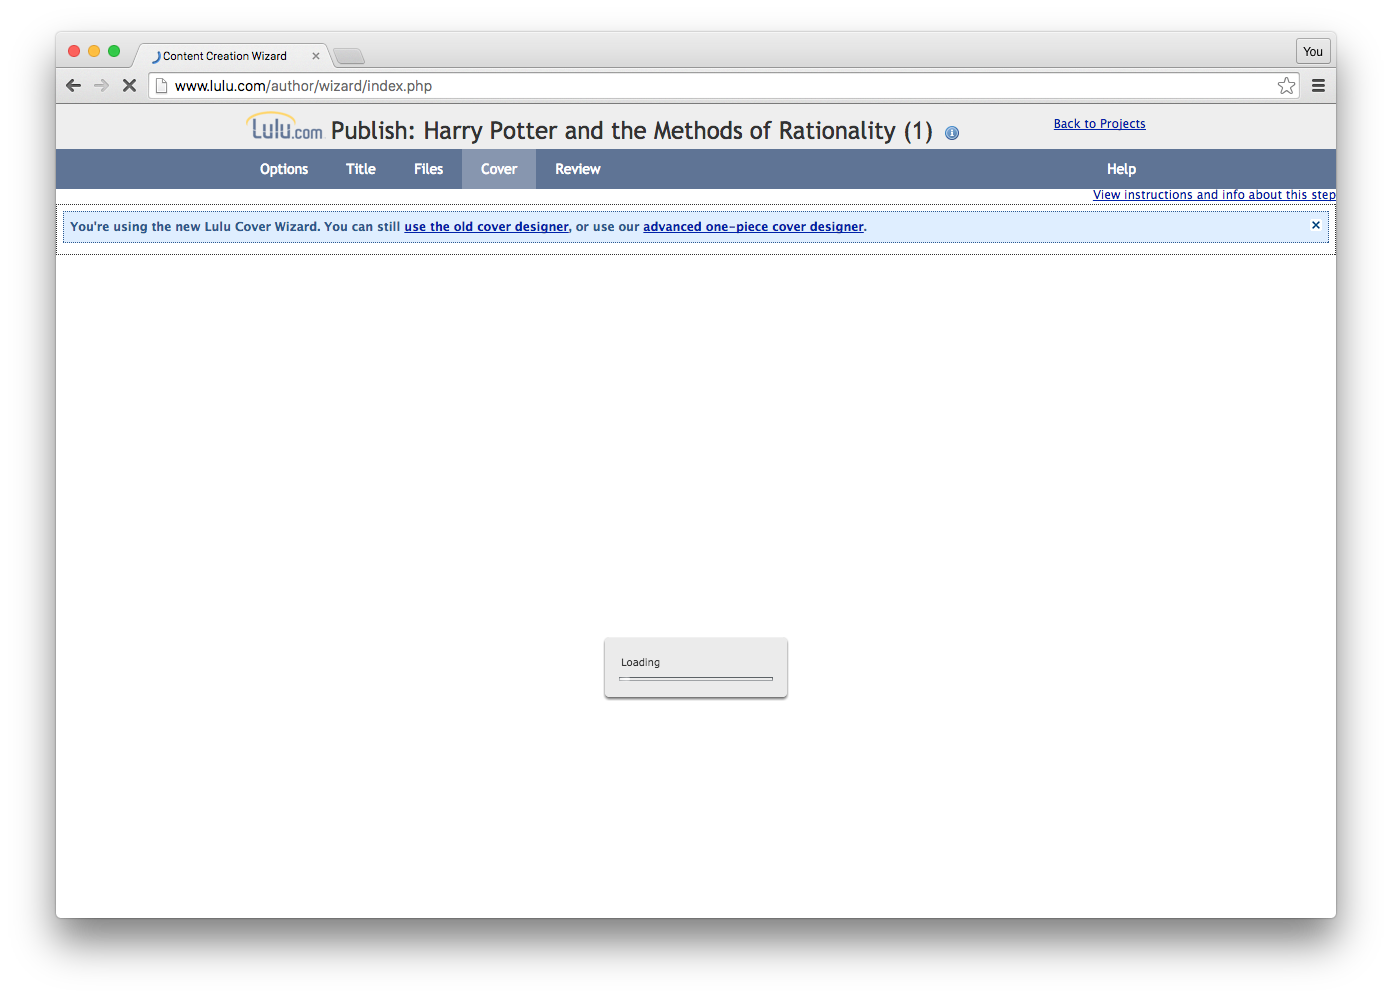 Content Creation Wizard
You
www.lulu.com/author/wizard/index.php
Lulu.com Publish: Harry Potter and the Methods of Rationality (1)
Back to Projects
Options Title Files Cover Review Help
View instructions and info about this step
You're using the new Lulu Cover Wizard. You can still use the old cover designer, or use our advanced one-piece cover designer.
Loading